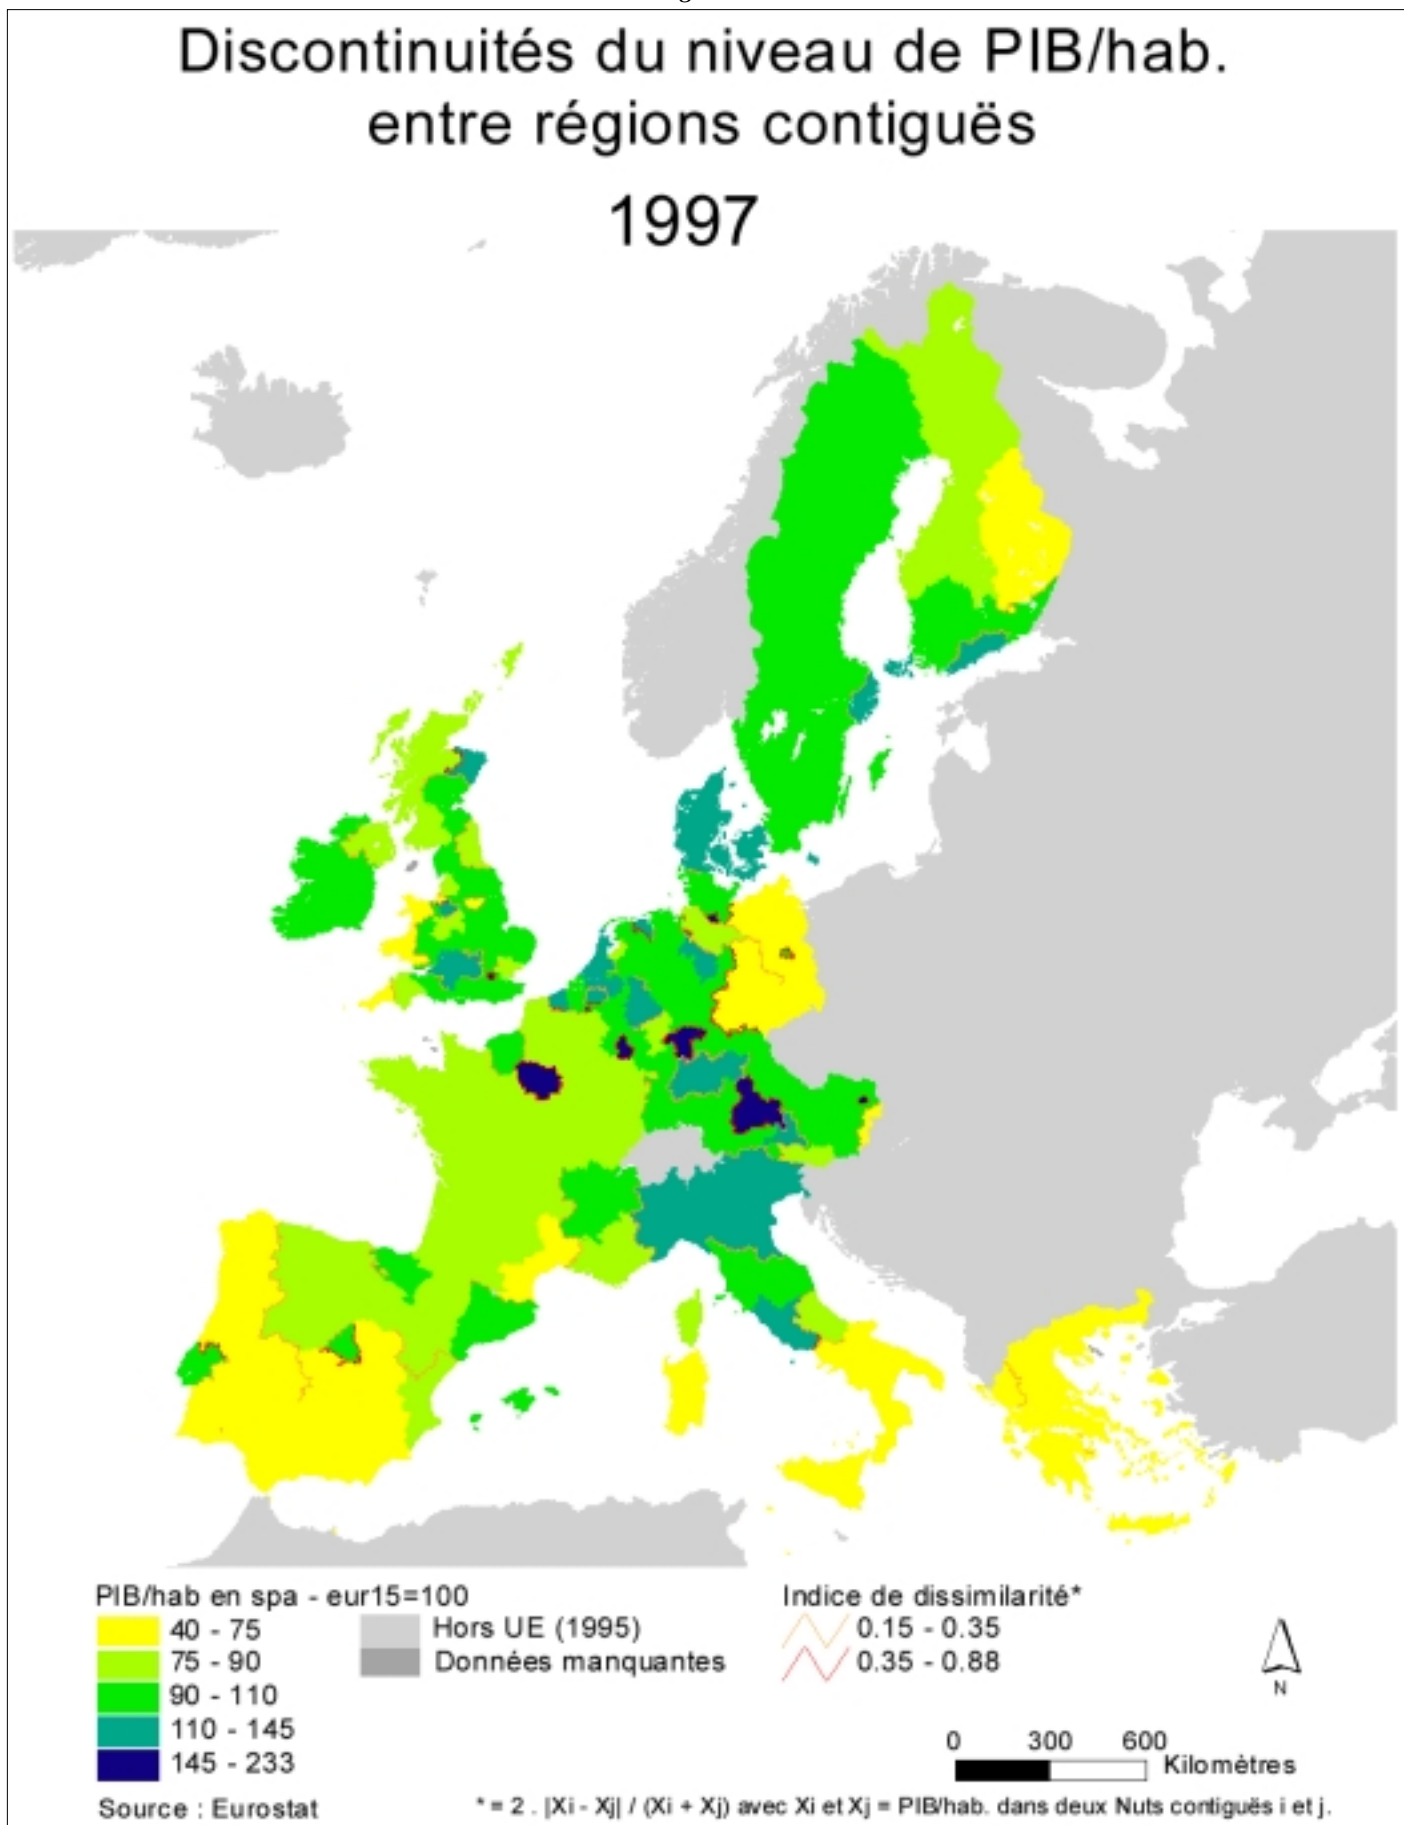 Discontinuités du niveau de PIB/hab.
entre régions contiguës
1997
PIB/hab en spa - eur15=100
40 - 75
75 - 90
90 - 110
110 - 145
145 - 233
Hors UE (1995)
Données manquantes
Indice de dissimilarité*
0.15 - 0.35
0.35 - 0.88
N
0 300 600
Kilomètres
Source : Eurostat
* = 2 . |Xi - Xj| / (Xi + Xj) avec Xi et Xj = PIB/hab. dans deux Nuts contiguës i et j.